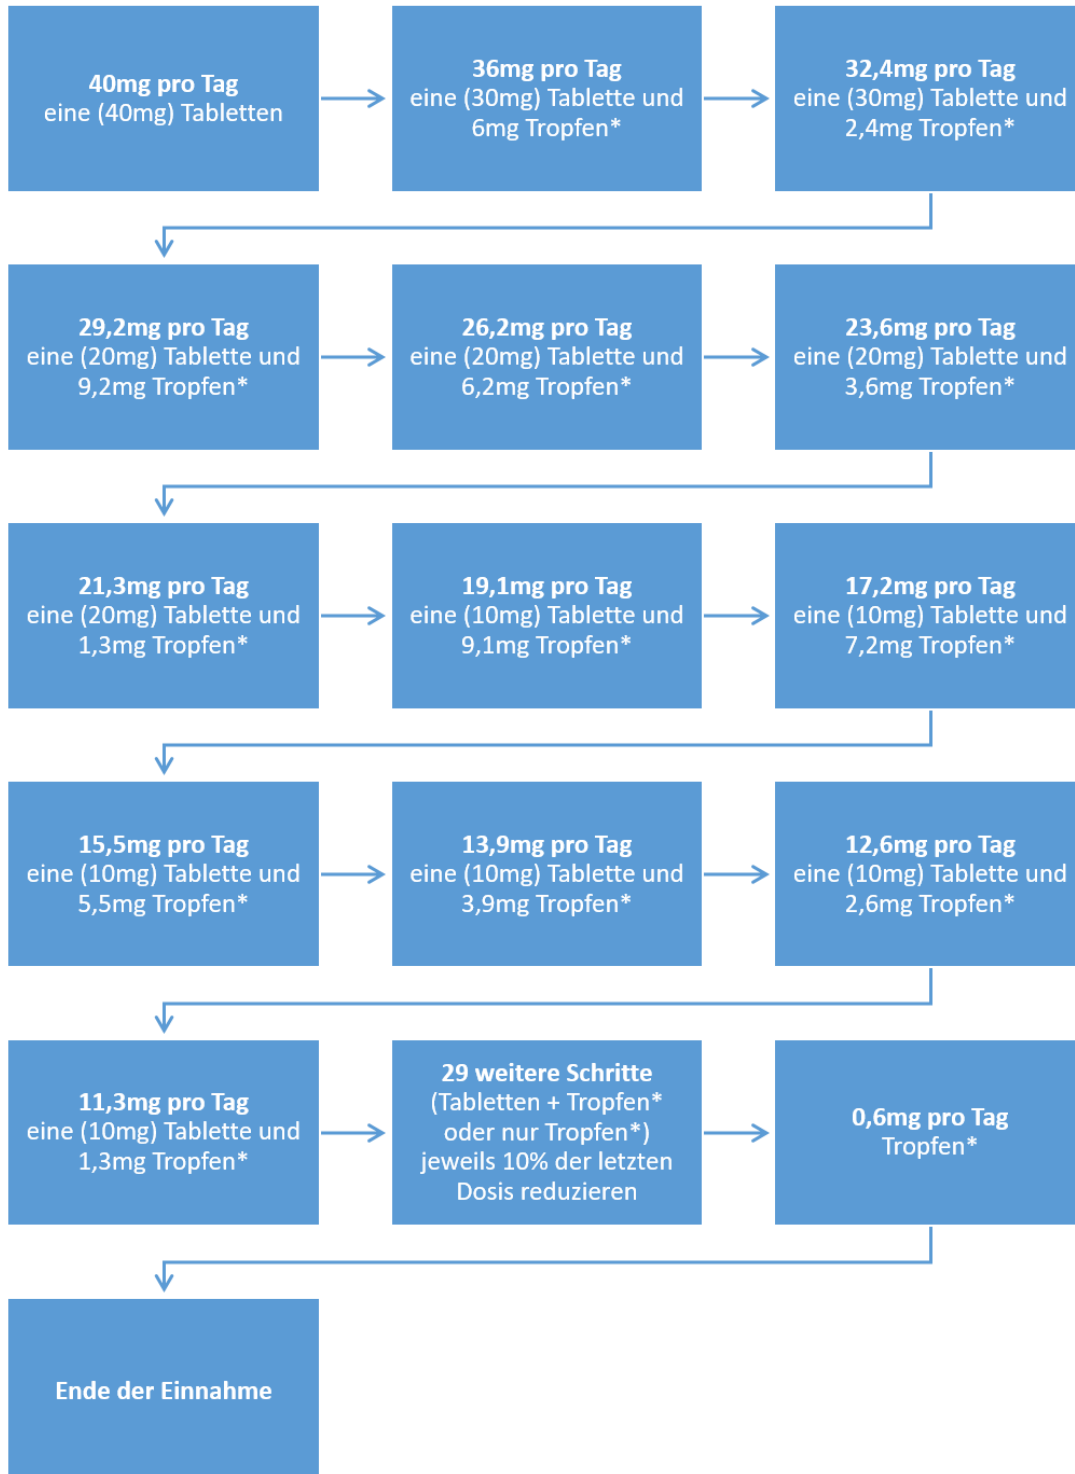 40mg pro Tag
eine (40mg) Tabletten
36mg pro Tag
eine (30mg) Tablette und
6mg Tropfen*
32,4mg pro Tag
eine (30mg) Tablette und
2,4mg Tropfen*
29,2mg pro Tag
eine (20mg) Tablette und
9,2mg Tropfen*
26,2mg pro Tag
eine (20mg) Tablette und
6,2mg Tropfen*
23,6mg pro Tag
eine (20mg) Tablette und
3,6mg Tropfen*
21,3mg pro Tag
eine (20mg) Tablette und
1,3mg Tropfen*
19,1mg pro Tag
eine (10mg) Tablette und
9,1mg Tropfen*
17,2mg pro Tag
eine (10mg) Tablette und
7,2mg Tropfen*
15,5mg pro Tag
eine (10mg) Tablette und
5,5mg Tropfen*
13,9mg pro Tag
eine (10mg) Tablette und
3,9mg Tropfen*
12,6mg pro Tag
eine (10mg) Tablette und
2,6mg Tropfen*
11,3mg pro Tag
eine (10mg) Tablette und
1,3mg Tropfen*
29 weitere Schritte
(Tabletten + Tropfen*
oder nur Tropfen*)
jeweils 10% der letzten
Dosis reduzieren
0,6mg pro Tag
Tropfen*
Ende der Einnahme